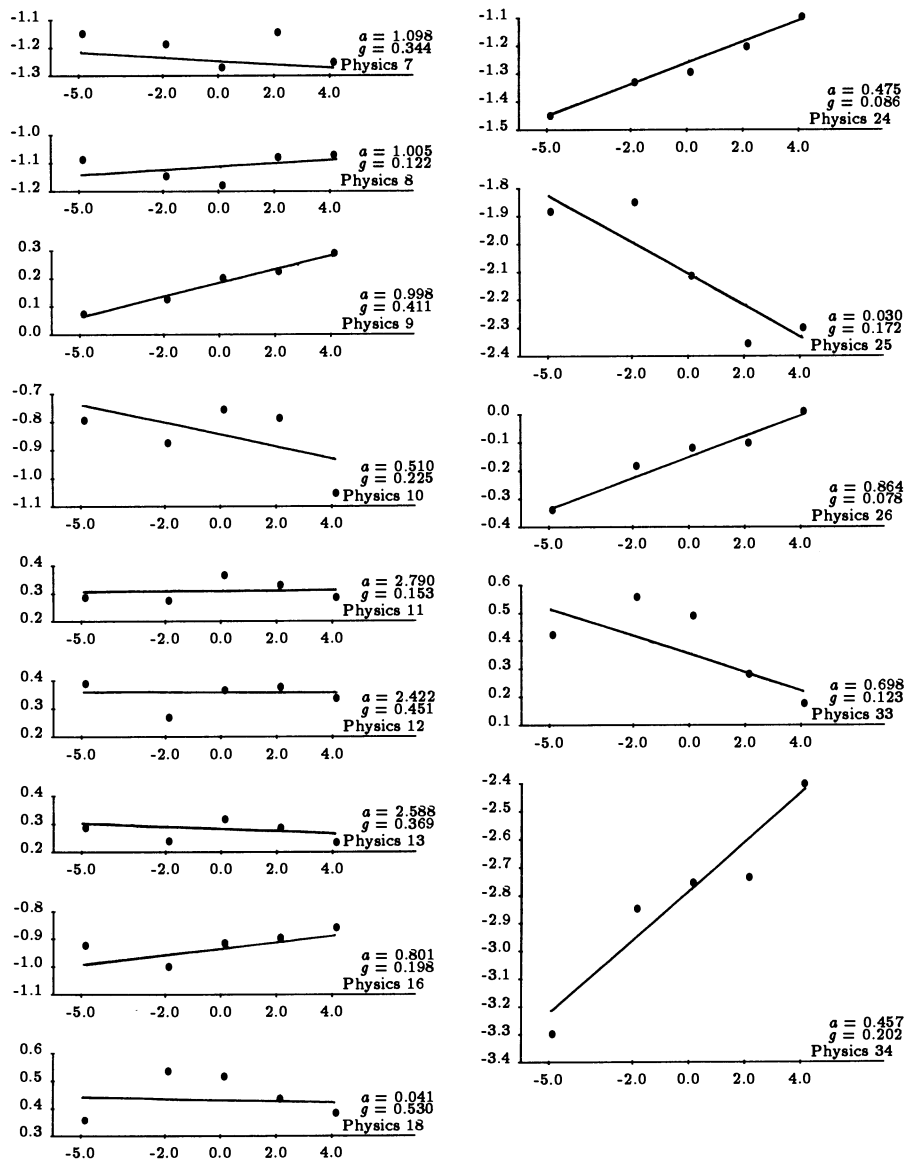 -1.1
-1.2
-1.3
a = 1.098
g = 0.344
Physics 7
-5.0 -2.0 0.0 2.0 4.0
-1.0
-1.1
-1.2
a = 1.005
g = 0.122
Physics 8
-5.0 -2.0 0.0 2.0 4.0
0.3
0.2
0.1
0.0
a = 0.998
g = 0.411
Physics 9
-5.0 -2.0 0.0 2.0 4.0
-0.7
-0.8
-0.9
-1.0
-1.1
a = 0.510
g = 0.225
Physics 10
-5.0 -2.0 0.0 2.0 4.0
0.4
0.3
0.2
a = 2.790
g = 0.153
Physics 11
-5.0 -2.0 0.0 2.0 4.0
0.4
0.3
0.2
a = 2.422
g = 0.451
Physics 12
-5.0 -2.0 0.0 2.0 4.0
0.4
0.3
0.2
a = 2.588
g = 0.369
Physics 13
-5.0 -2.0 0.0 2.0 4.0
-0.8
-0.9
-1.0
-1.1
a = 0.801
g = 0.198
Physics 16
-5.0 -2.0 0.0 2.0 4.0
0.6
0.5
0.4
0.3
a = 0.041
g = 0.530
Physics 18
-5.0 -2.0 0.0 2.0 4.0
-1.1
-1.1
-1.2
-1.3
-1.4
-1.5
a = 0.475
g = 0.086
Physics 24
-5.0 -2.0 0.0 2.0 4.0
-1.8
-1.9
-2.0
-2.1
-2.2
-2.3
-2.4
a = 0.030
g = 0.172
Physics 25
-5.0 -2.0 0.0 2.0 4.0
0.0
-0.1
-0.2
-0.3
-0.4
a = 0.864
g = 0.078
Physics 26
-5.0 -2.0 0.0 2.0 4.0
0.6
0.5
0.4
0.3
0.2
0.1
a = 0.698
g = 0.123
Physics 33
-5.0 -2.0 0.0 2.0 4.0
-2.4
-2.5
-2.6
-2.7
-2.8
-2.9
-3.0
-3.1
-3.2
-3.3
-3.4
a = 0.457
g = 0.202
Physics 34
-5.0 -2.0 0.0 2.0 4.0